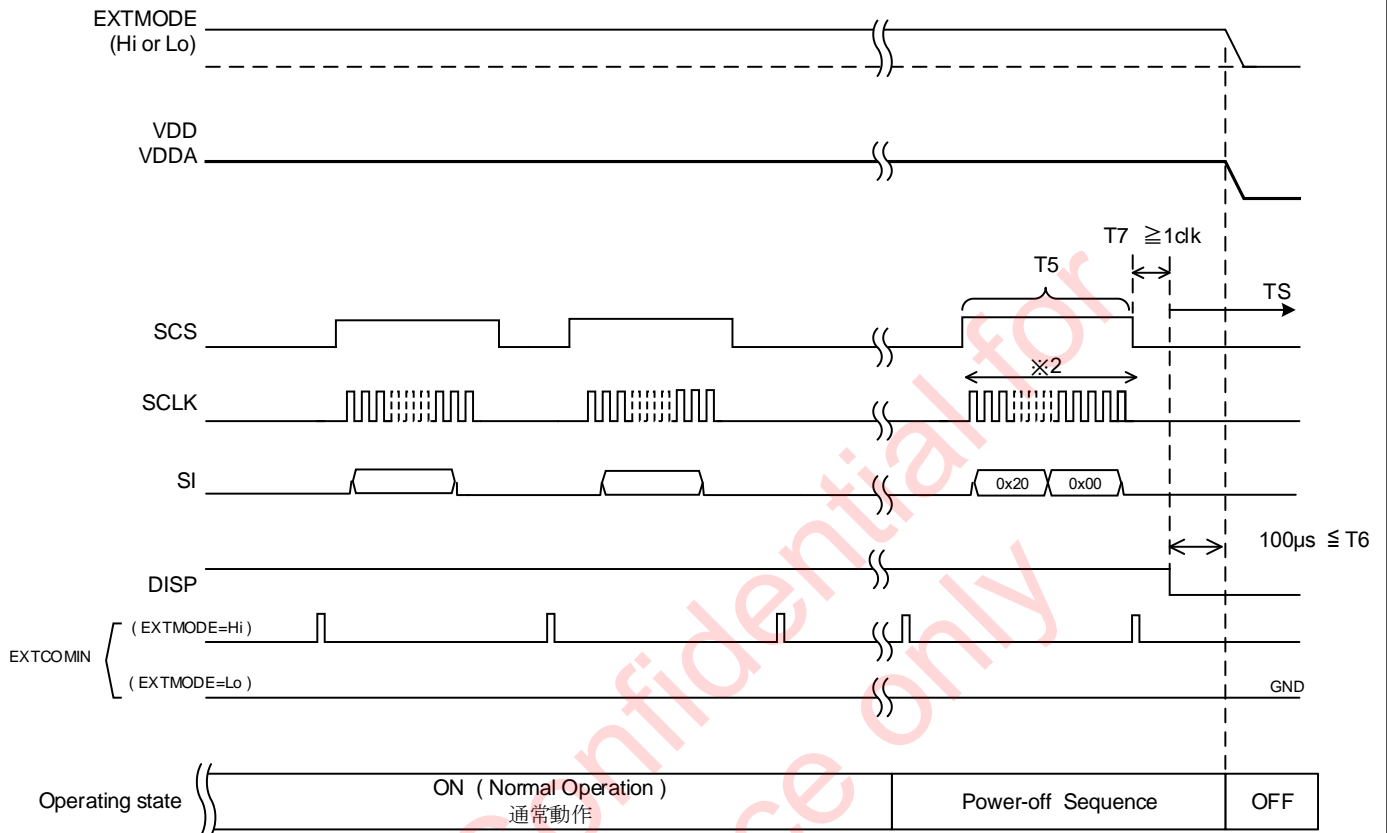 EXTMODE
(Hi or Lo)
VDD
VDDA
T7 ≧1clk
T5
TS
SCS
※2
SCLK
SI
0x20 0x00
100µs ≦ T6
DISP
( EXTMODE=Hi )
EXTCOMIN
( EXTMODE=Lo )
GND
Operating state
ON ( Normal Operation )
通常動作
Power-off Sequence
OFF
onfidential for
ce only